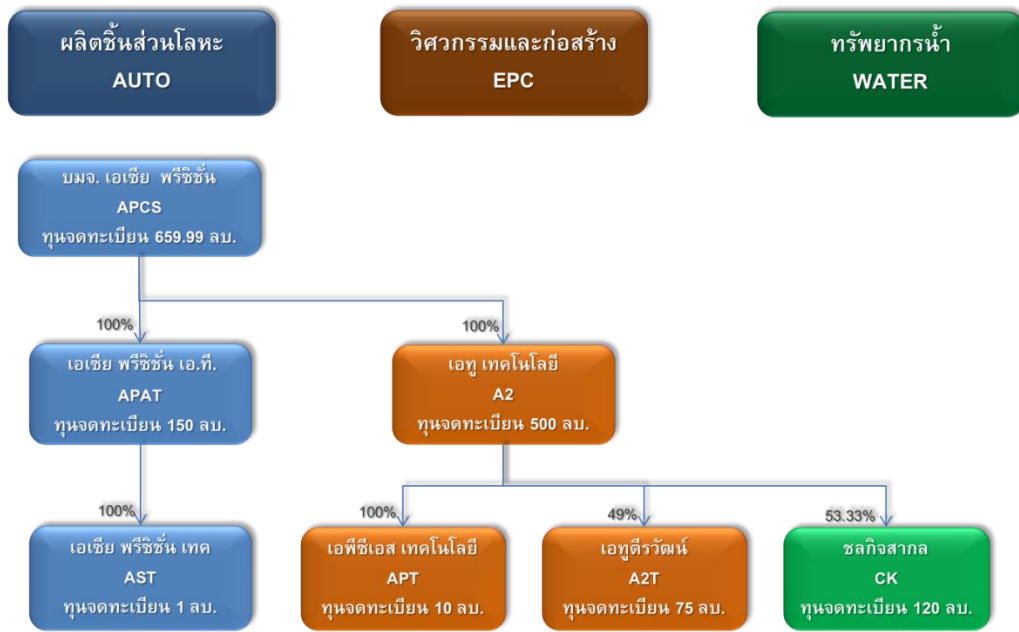 ผลิตชิ้นส่วนโลหะ
AUTO
วิศวกรรมและก่อสร้าง
EPC
ทรัพยากรน้ำ
WATER
บมจ. เอเซีย พรีซิชั่น
APCS
ทุนจดทะเบียน 659.99 ลบ.
100%
100%
เอเซีย พรีซิชั่น เอ.ที.
APAT
ทุนจดทะเบียน 150 ลบ.
เอทู เทคโนโลยี
A2
ทุนจดทะเบียน 500 ลบ.
100%
100%
49%
53.33%
เอเซีย พรีซิชั่น เทค
AST
ทุนจดทะเบียน 1 ลบ.
เอพีซีเอส เทคโนโลยี
APT
ทุนจดทะเบียน 10 ลบ.
เอทูตีรวัฒน์
A2T
ทุนจดทะเบียน 75 ลบ.
ชลกิจสากล
CK
ทุนจดทะเบียน 120 ลบ.